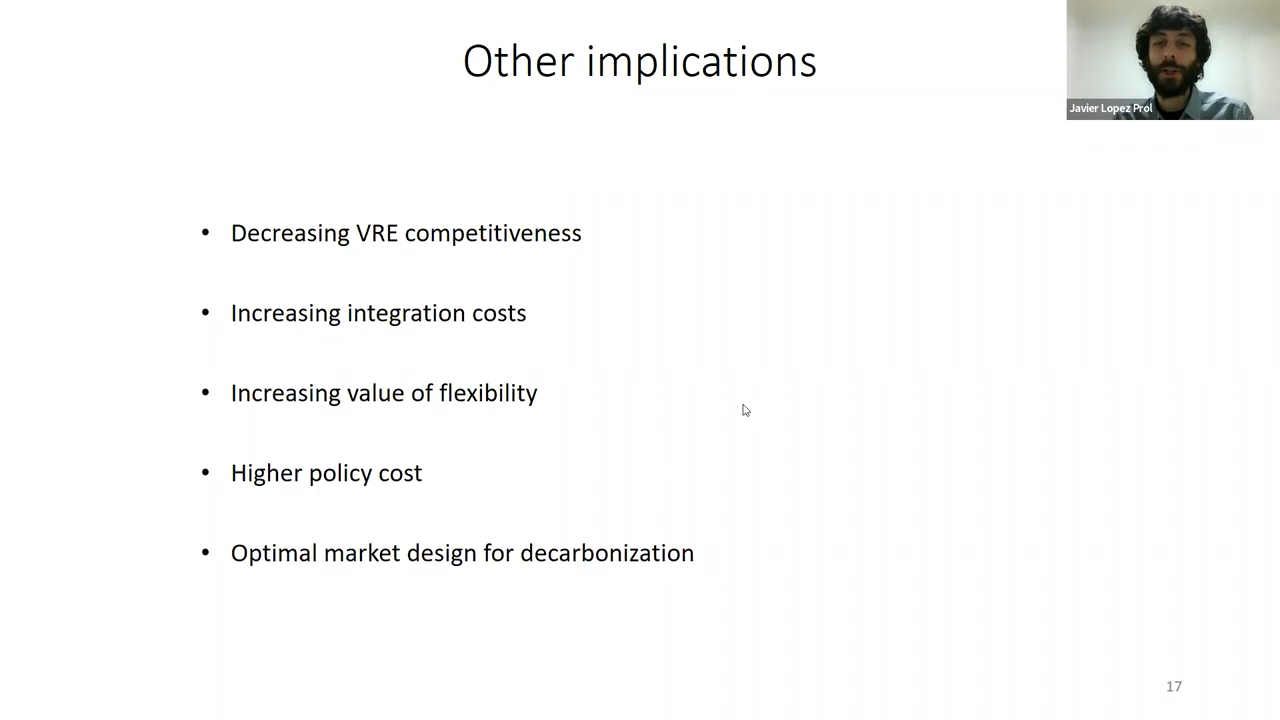 Other implications
Javier Lopez Prol
• Decreasing VRE competitiveness
• Increasing integration costs
• Increasing value of flexibility
• Higher policy cost
• Optimal market design for decarbonization
17